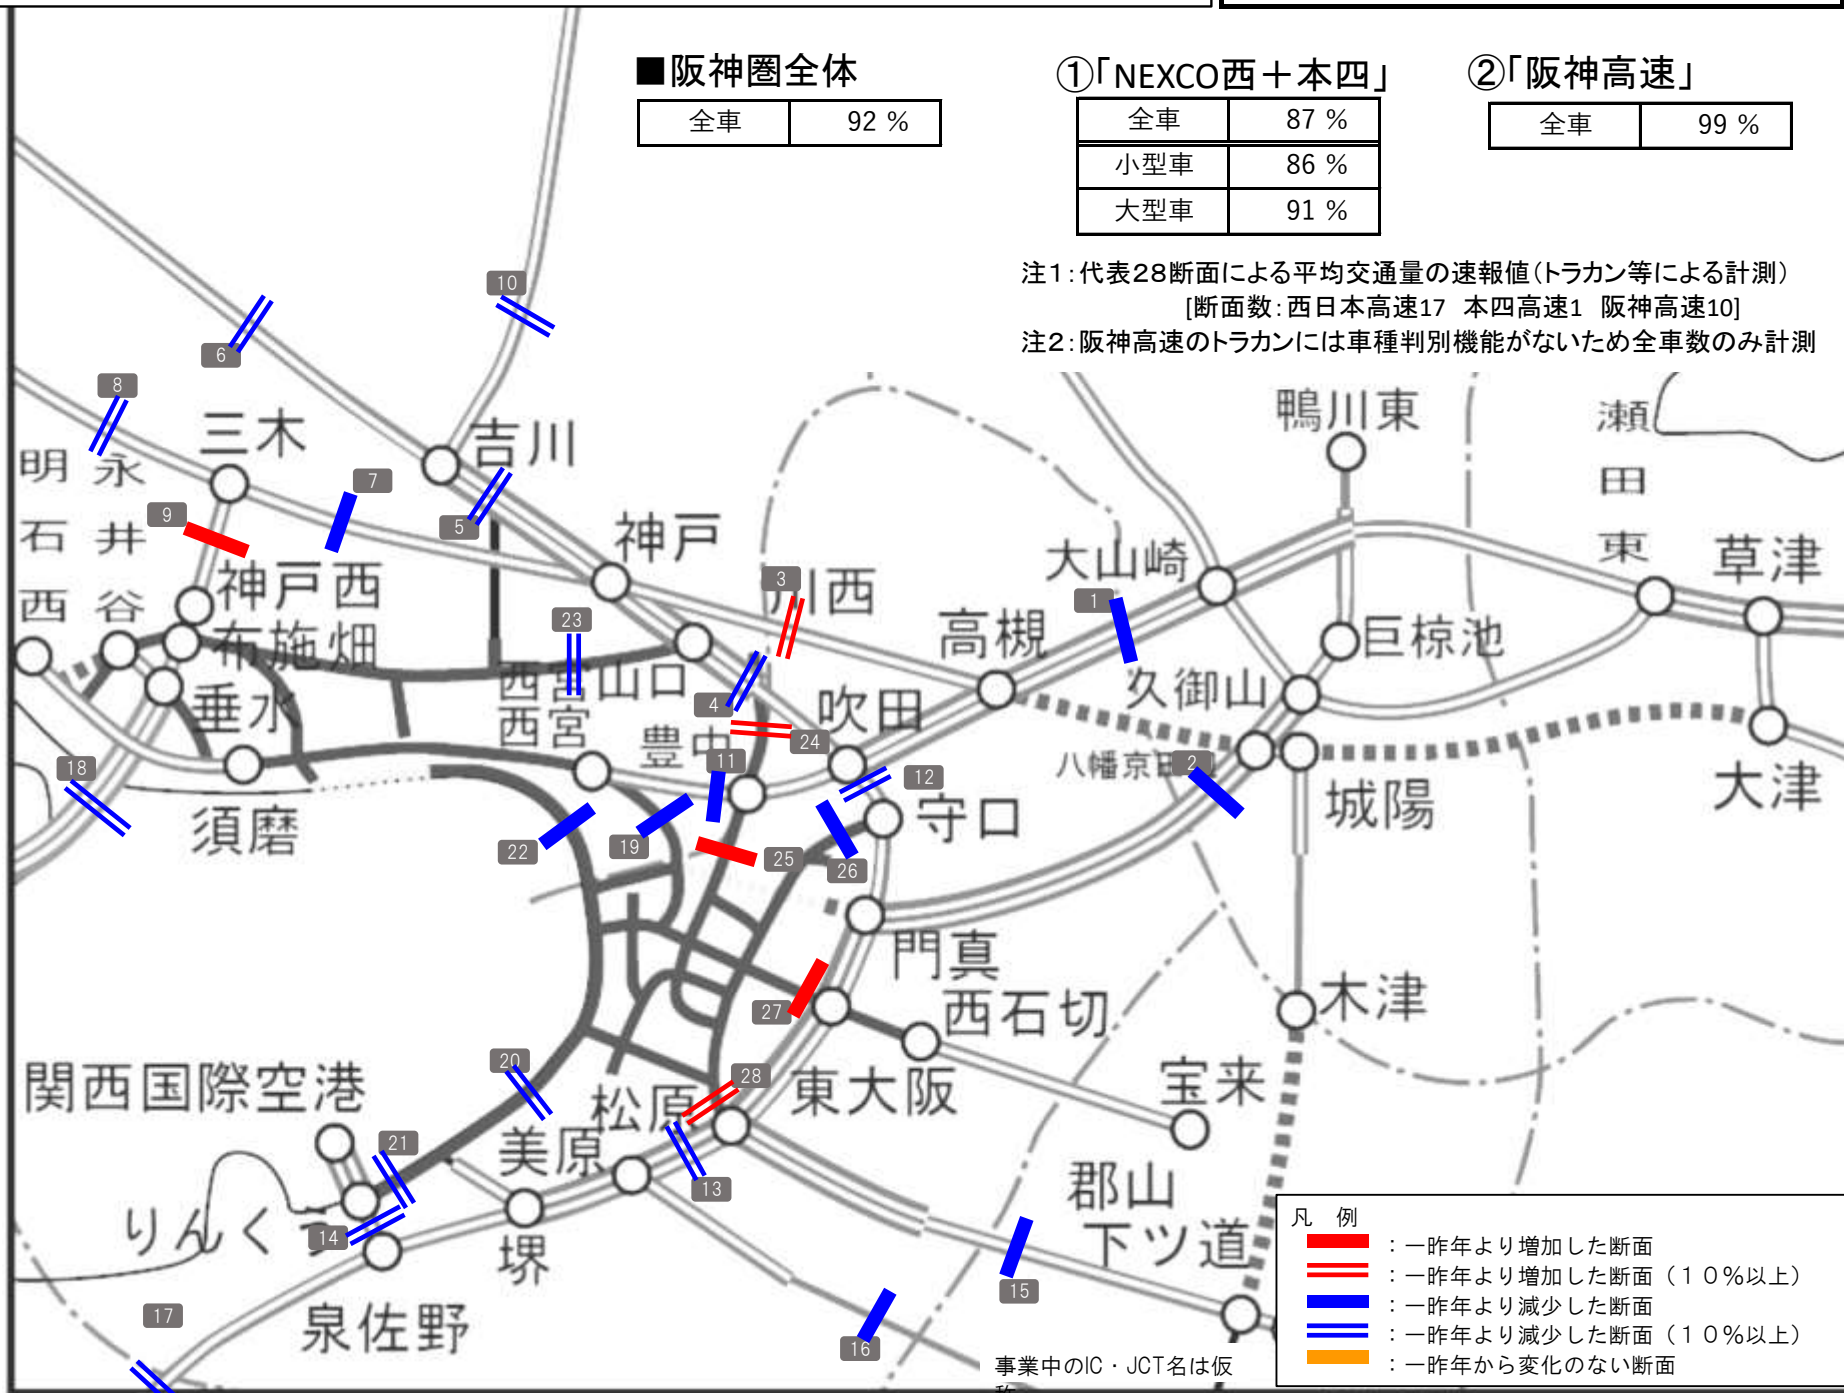 ■阪神圏全体
全車 92 %
①「NEXCO西＋本四」
全車 87 %
小型車 86 %
大型車 91 %
②「阪神高速」
全車 99 %
注1：代表28断面による平均交通量の速報値（トラカン等による計測）
[断面数：西日本高速17 本四高速1 阪神高速10]
注2：阪神高速のトラカンには車種判別機能がないため全車数のみ計測
10
6
8
三木
吉川
鴨川東
瀬田東
明石西
永井谷
7
9
5
神戸
大山崎
草津
神戸西
3
川西
1
高槻
布施畑
23
巨椋池
西宮山口
久御山
垂水
4
吹田
西宮
豊中
24
11
八幡京田
2
18
12
大津
須磨
守口
城陽
22
19
25
26
門真
27
西石切
木津
関西国際空港
20
松原
28
東大阪
宝来
21
美原
13
郡山
下ツ道
りんくう
14
堺
15
17
泉佐野
16
事業中のIC・JCT名は仮
称
凡 例
：一昨年より増加した断面
：一昨年より増加した断面（１０％以上）
：一昨年より減少した断面
：一昨年より減少した断面（１０％以上）
：一昨年から変化のない断面